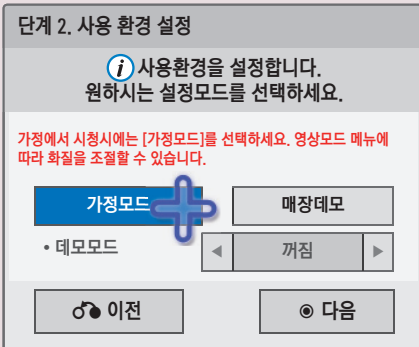 단계 2. 사용 환경 설정
i 사용환경을 설정합니다.
원하시는 설정모드를 선택하세요.
가정에서 시청시에는 [가정모드]를 선택하세요. 영상모드 메뉴에
따라 화질을 조절할 수 있습니다.
가정모드 매장데모
• 데모모드 ◀ 꺼짐 ▶
이전 ◉ 다음